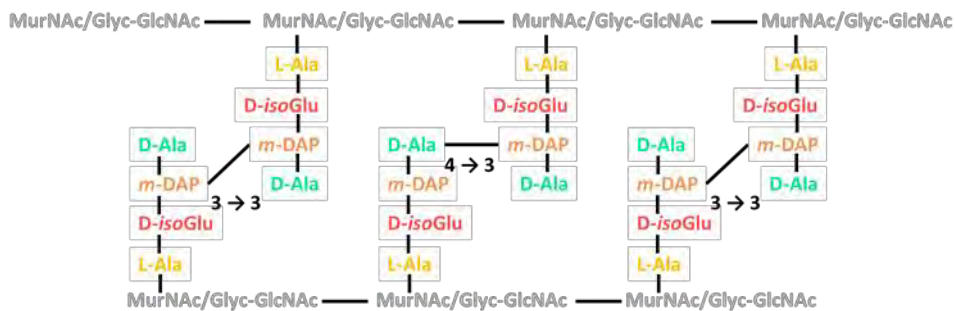 MurNAc/Glyc-GlcNAc MurNAc/Glyc-GlcNAc MurNAc/Glyc-GlcNAc MurNAc/Glyc-GlcNAc
L-Ala L-Ala L-Ala
D-isoGlu D-isoGlu D-isoGlu
D-Ala m-DAP D-Ala m-DAP D-Ala m-DAP
4 → 3
m-DAP D-Ala m-DAP D-Ala m-DAP D-Ala
3 → 3 3 → 3
D-isoGlu D-isoGlu D-isoGlu
L-Ala L-Ala L-Ala
MurNAc/Glyc-GlcNAc MurNAc/Glyc-GlcNAc MurNAc/Glyc-GlcNAc